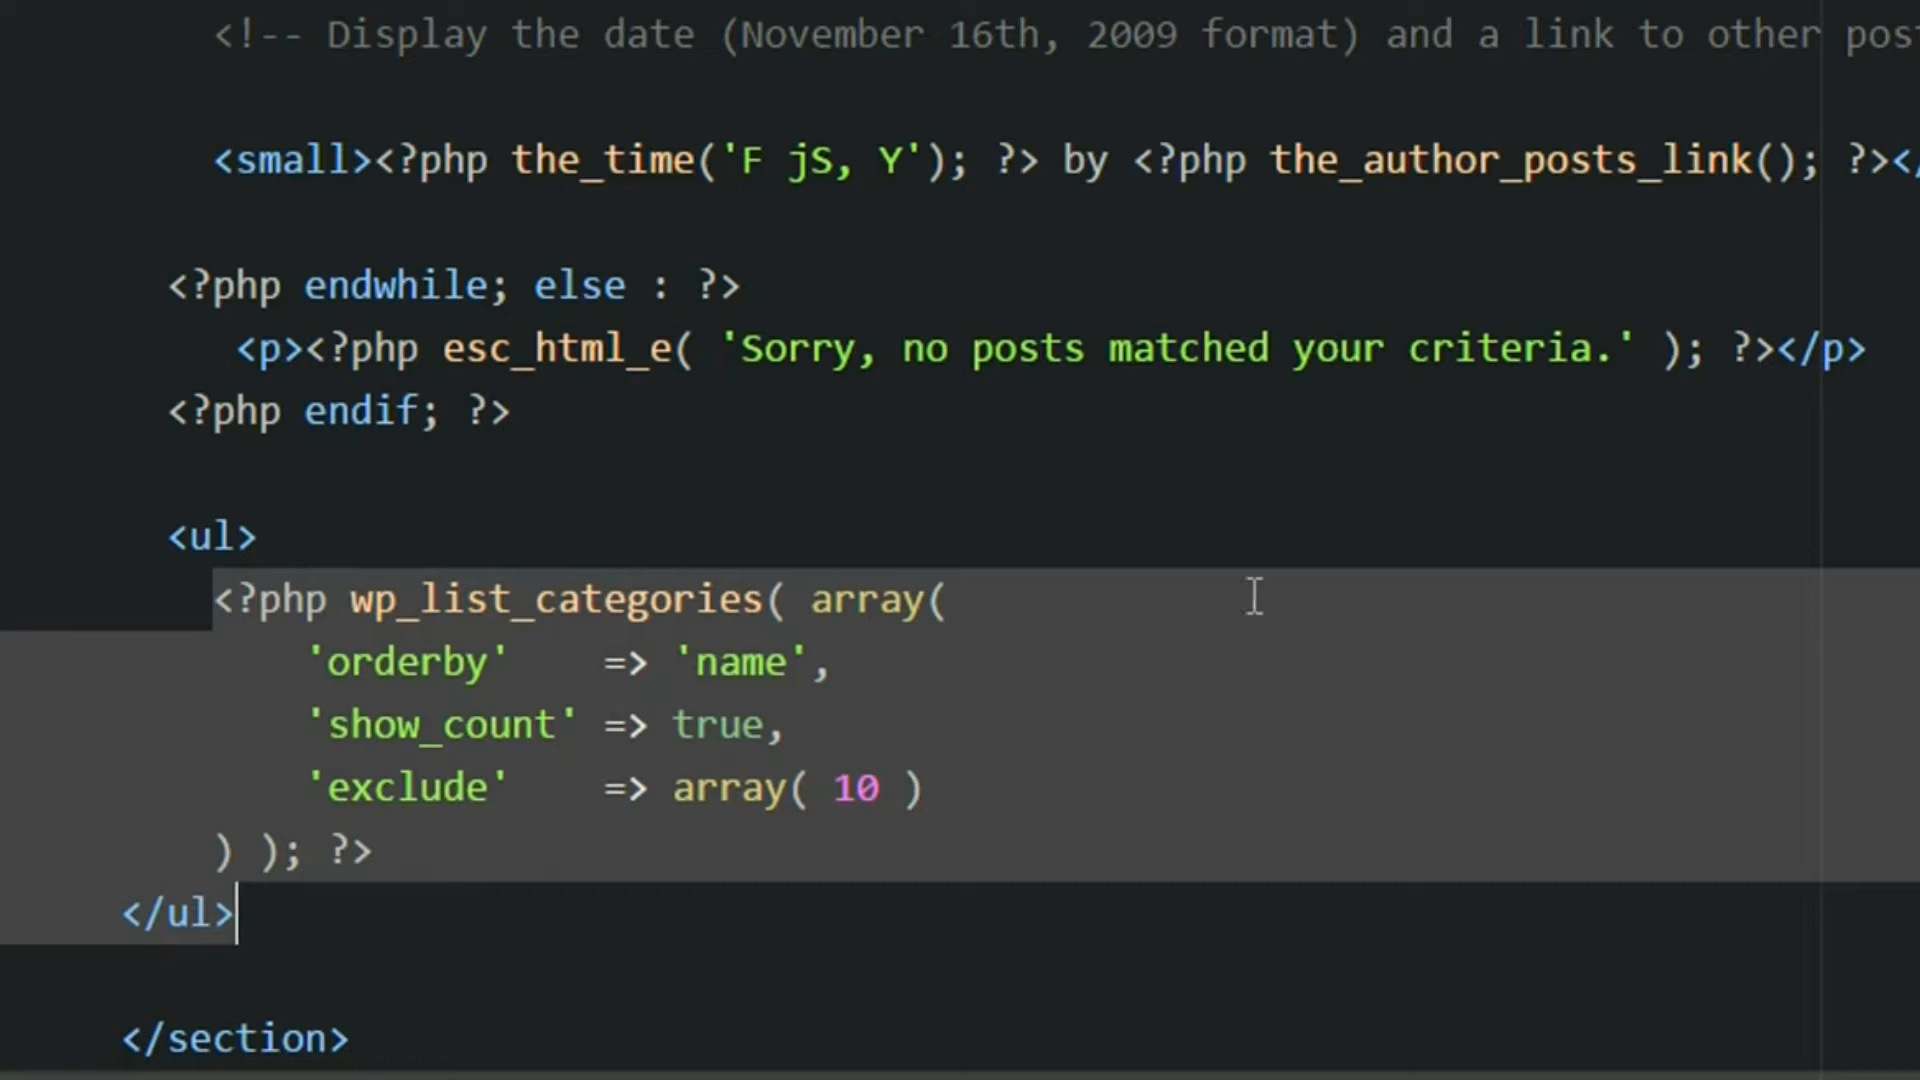 <!-- Display the date (November 16th, 2009 format) and a link to other
<small><?php the_time('F jS, Y'); ?> by <?php the_author_posts_link(); ?></
<?php endwhile; else : ?>
<p><?php esc_html_e( 'Sorry, no posts matched your criteria.' ); ?></p>
<?php endif; ?>
<ul>
<?php wp_list_categories( array(
'orderby'    => 'name',
'show_count' => true,
'exclude'    => array( 10 )
) ); ?>
</ul>
</section>